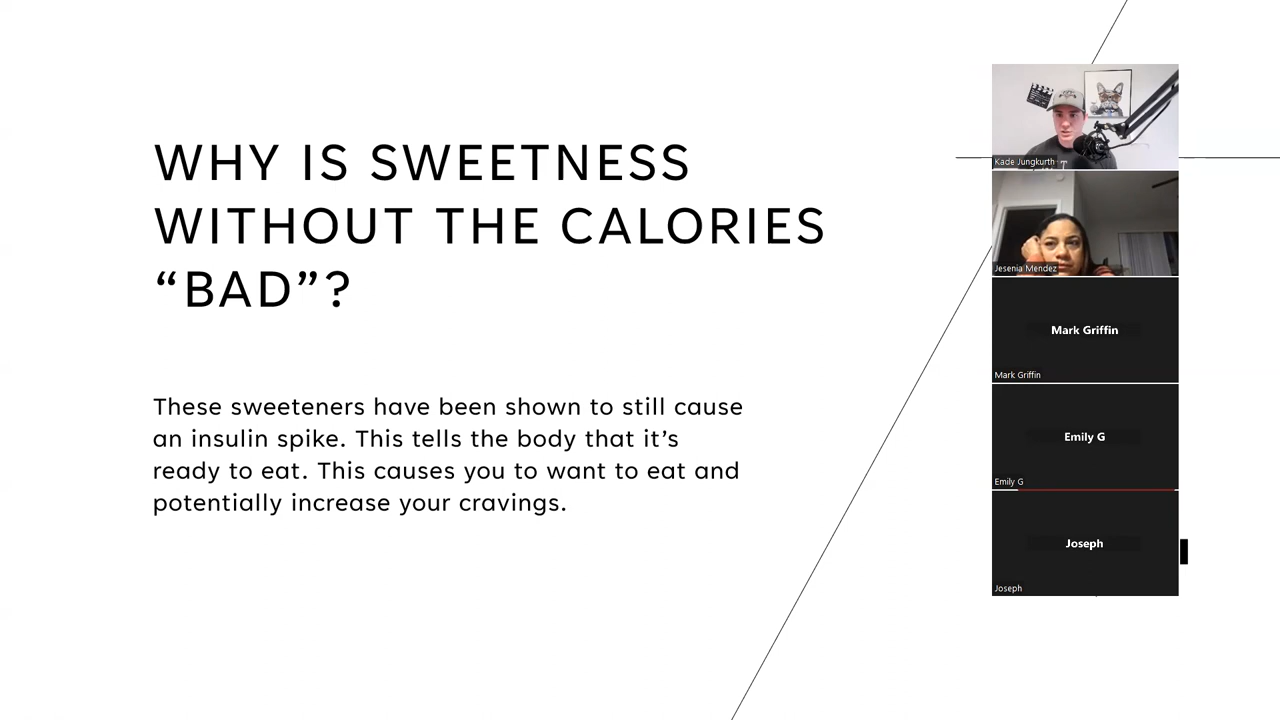 WHY IS SWEETNESS
WITHOUT THE CALORIES
“BAD”?
These sweeteners have been shown to still cause
an insulin spike. This tells the body that it’s
ready to eat. This causes you to want to eat and
potentially increase your cravings.
Kade Jungkurth
Jesenia Mendez
Mark Griffin
Mark Griffin
Emily G
Emily G
Joseph
Joseph